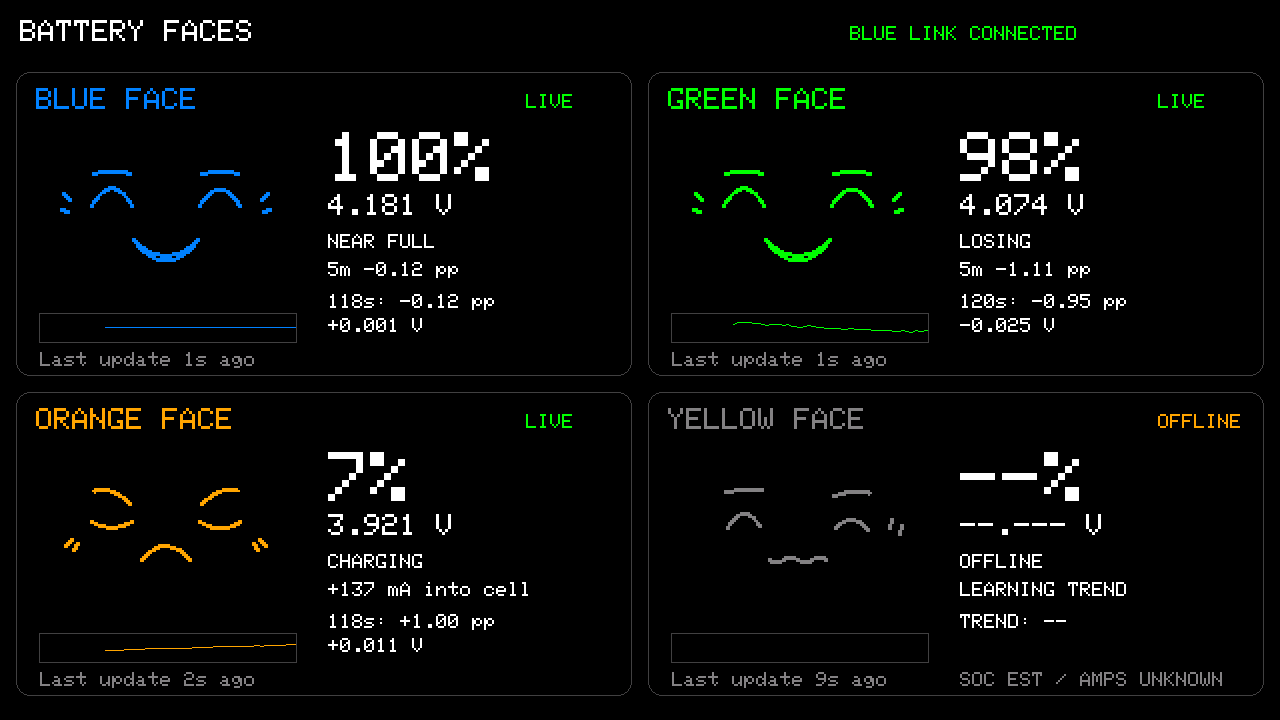 BATTERY FACES
BLUE LINK CONNECTED
BLUE FACE
LIVE
100%
4.181 V
NEAR FULL
5m -0.12 pp
118s: -0.12 pp
+0.001 V
Last update 1s ago
GREEN FACE
LIVE
98%
4.074 V
LOSING
5m -1.11 pp
120s: -0.95 pp
-0.025 V
Last update 1s ago
ORANGE FACE
LIVE
7%
3.921 V
CHARGING
+137 mA into cell
118s: +1.00 pp
+0.011 V
Last update 2s ago
YELLOW FACE
OFFLINE
--%
--.--- V
OFFLINE
LEARNING TREND
TREND: --
Last update 9s ago
SOC EST / AMPS UNKNOWN